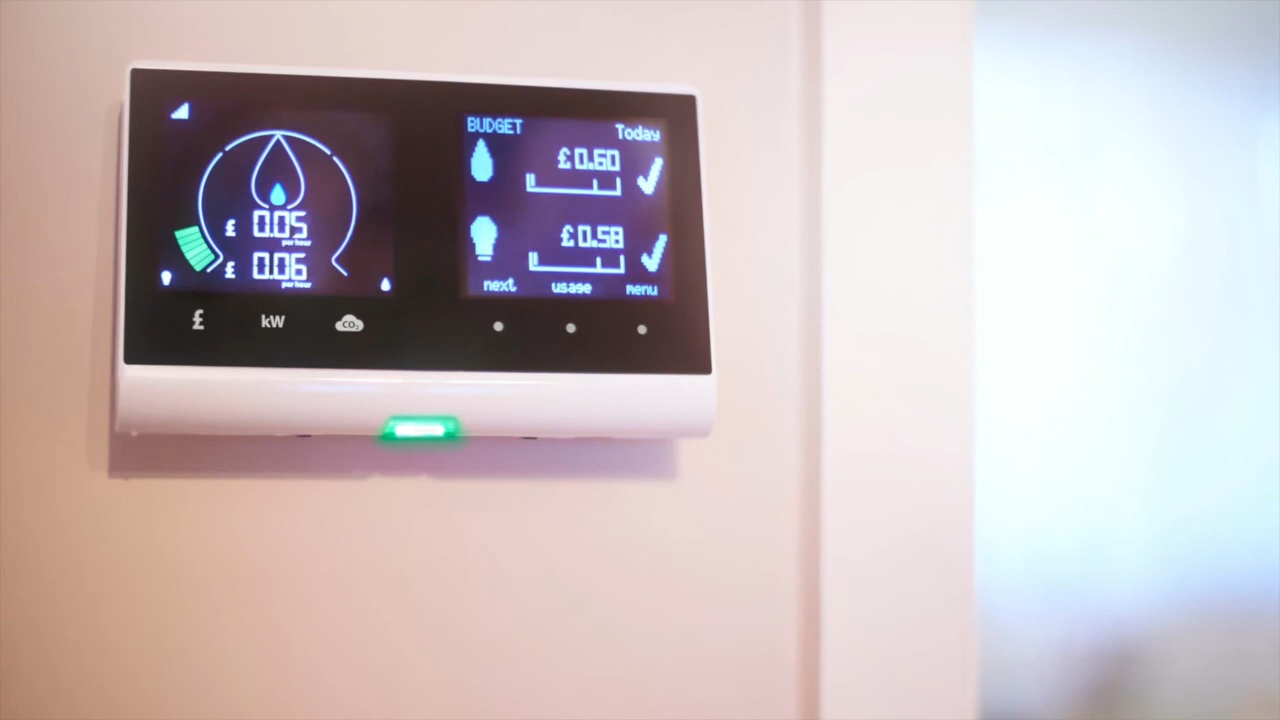 £ 0.05
per hour
£ 0.06
per hour
£ kW CO₂
BUDGET Today
£0.60
£0.58
next usage menu